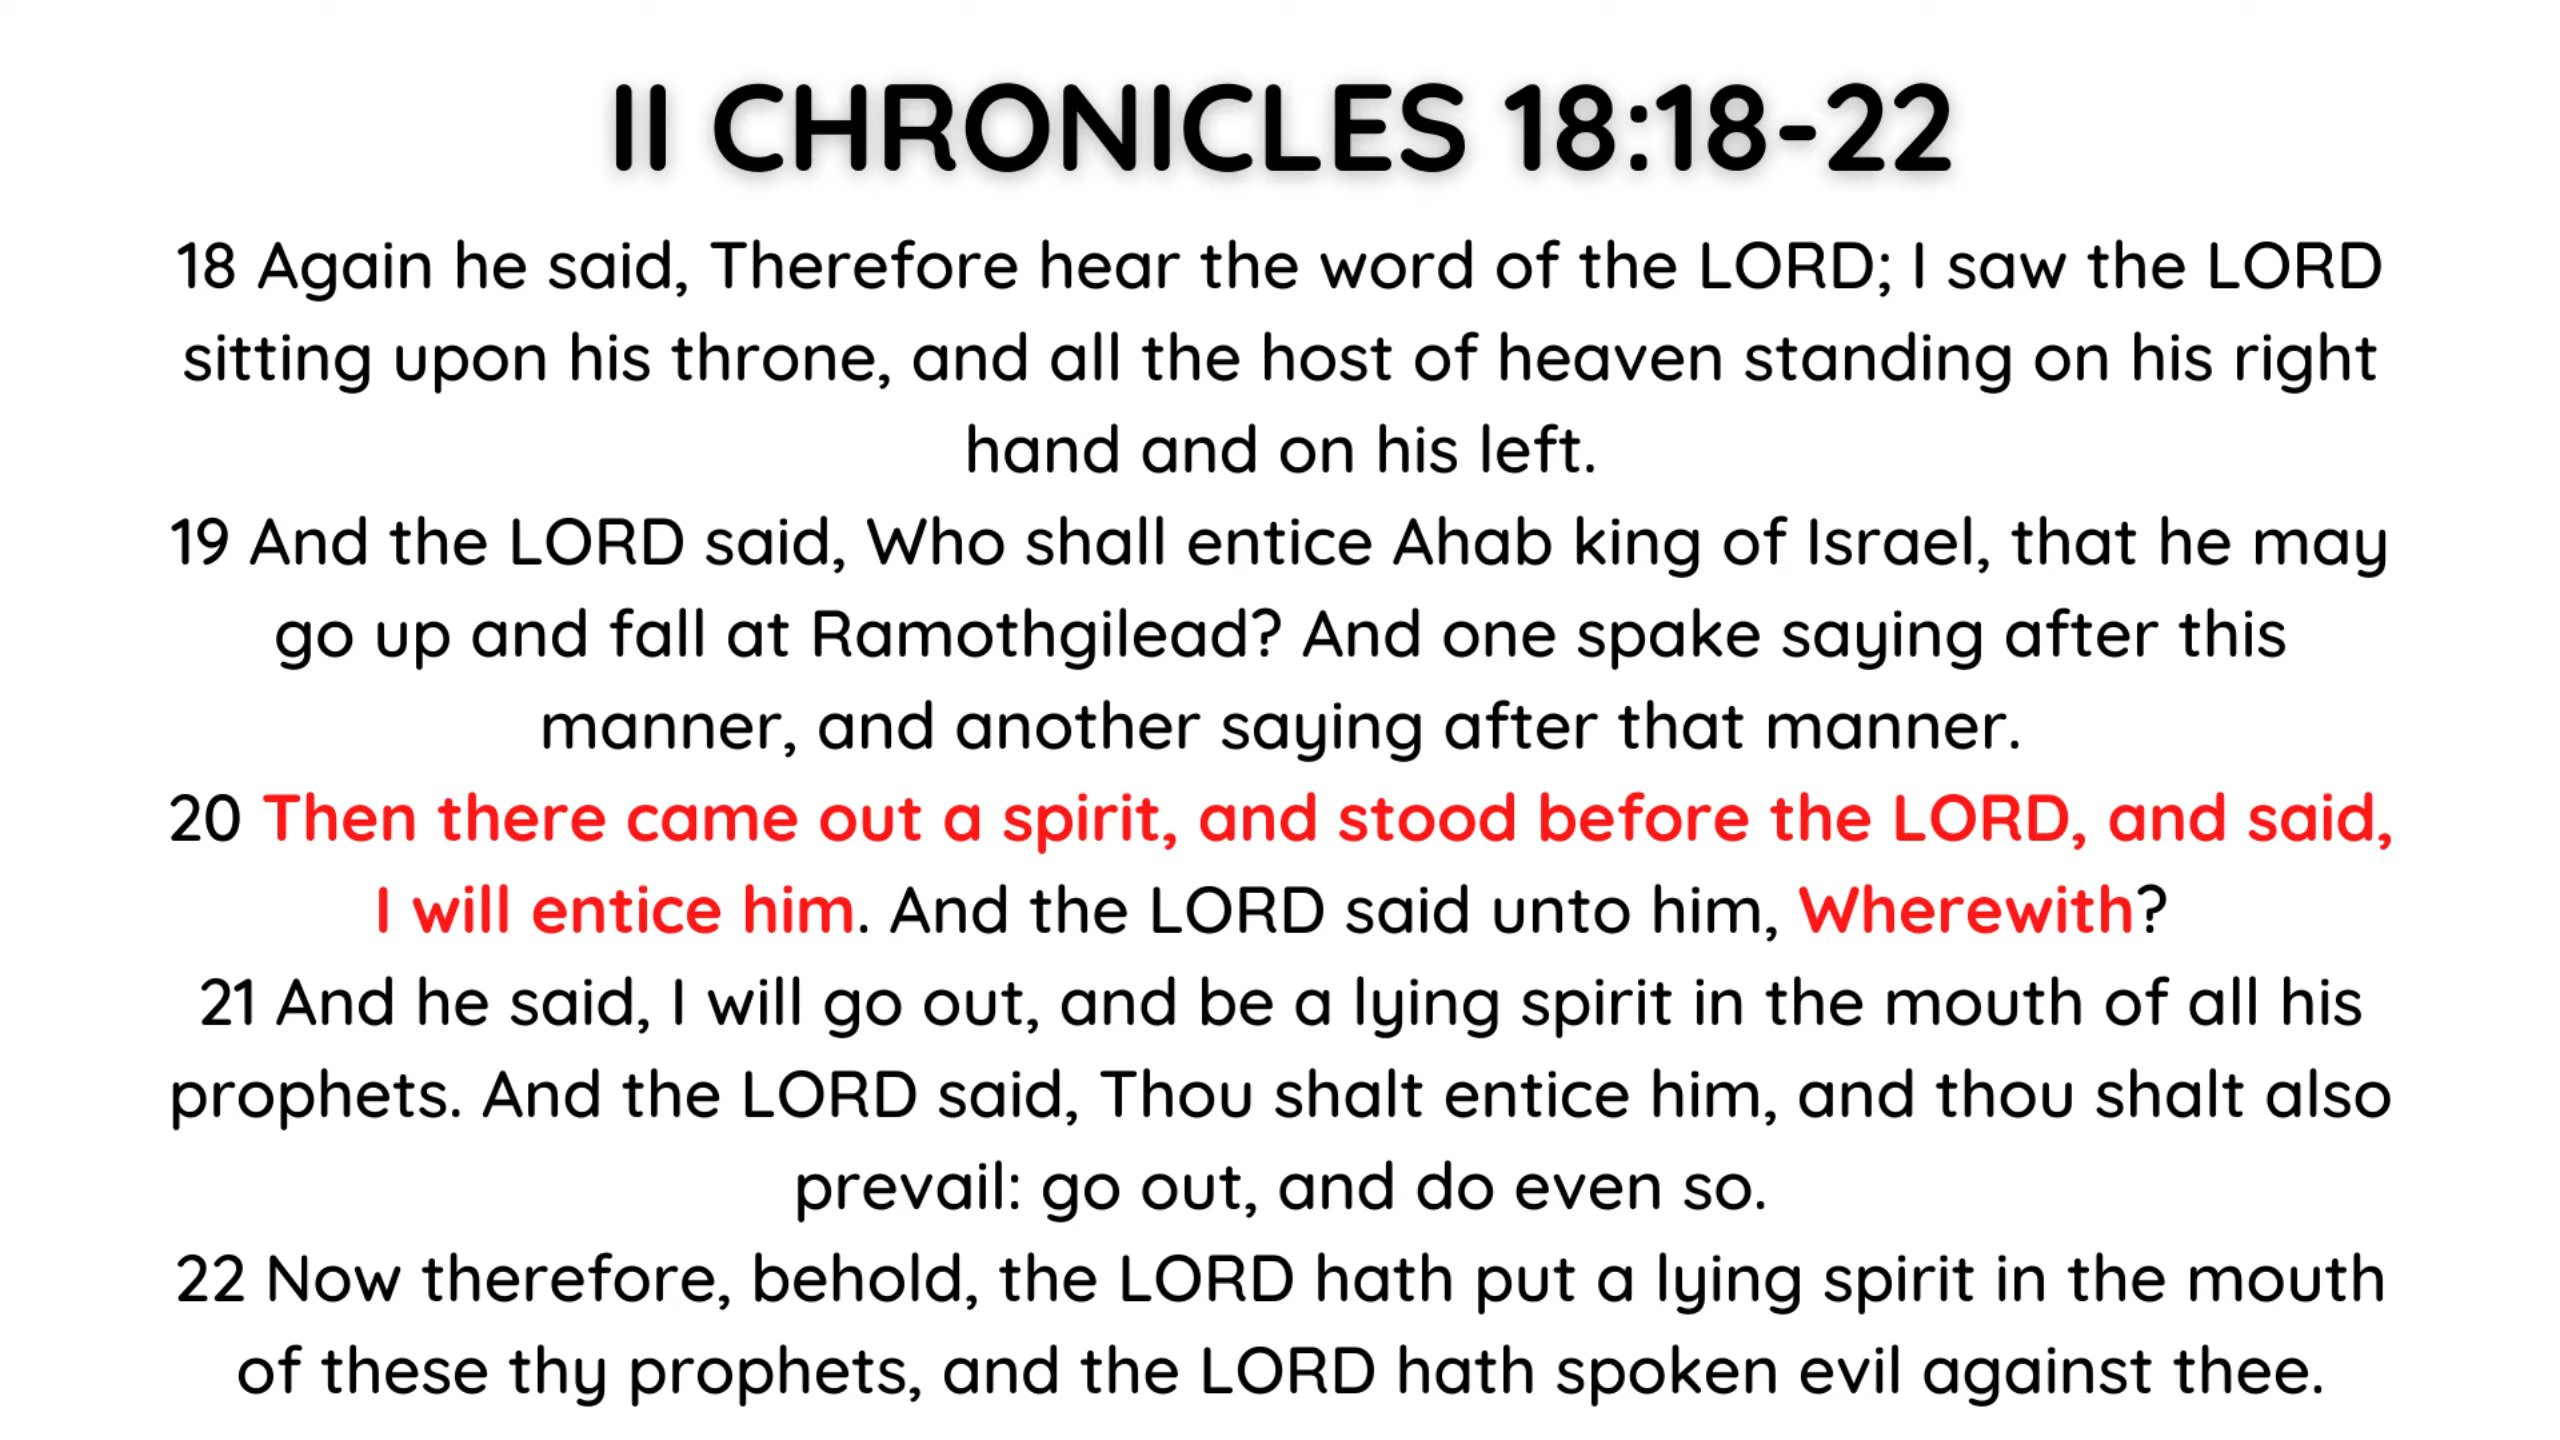 II CHRONICLES 18:18-22
18 Again he said, Therefore hear the word of the LORD; I saw the LORD
sitting upon his throne, and all the host of heaven standing on his right
hand and on his left.
19 And the LORD said, Who shall entice Ahab king of Israel, that he may
go up and fall at Ramothgilead? And one spake saying after this
manner, and another saying after that manner.
20 Then there came out a spirit, and stood before the LORD, and said,
I will entice him. And the LORD said unto him, Wherewith?
21 And he said, I will go out, and be a lying spirit in the mouth of all his
prophets. And the LORD said, Thou shalt entice him, and thou shalt also
prevail: go out, and do even so.
22 Now therefore, behold, the LORD hath put a lying spirit in the mouth
of these thy prophets, and the LORD hath spoken evil against thee.